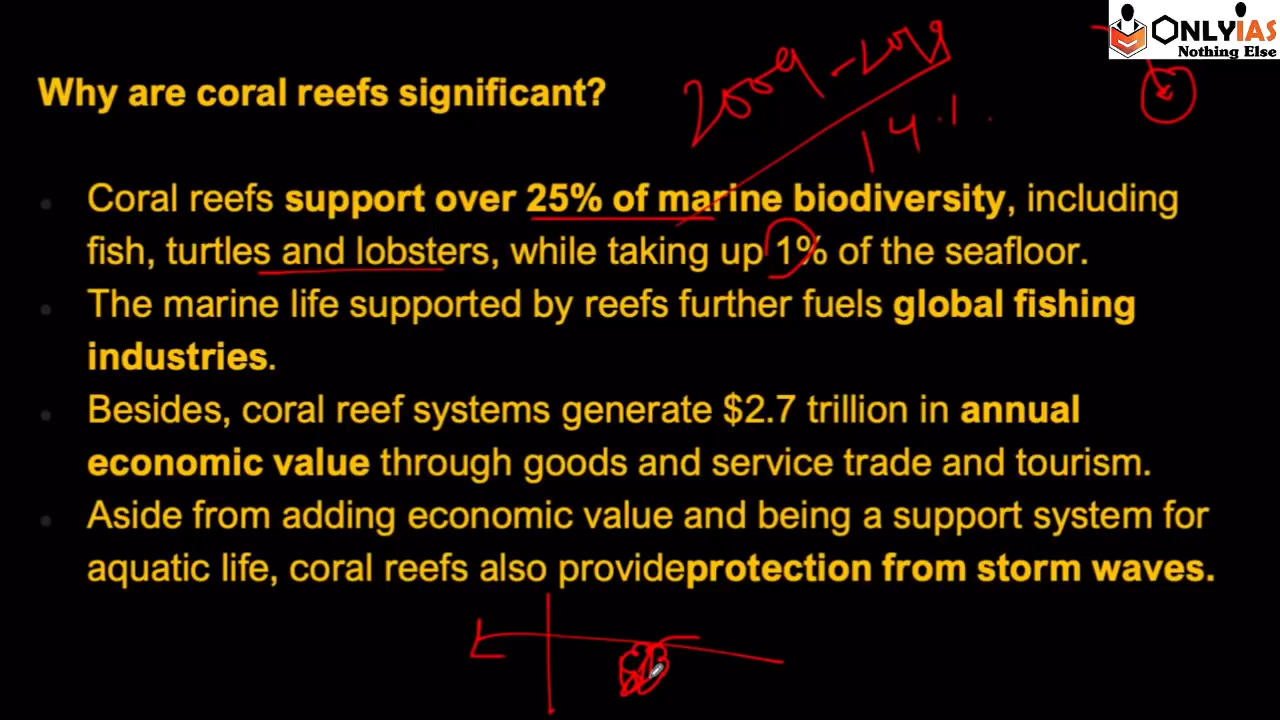 ONLYIAS
Nothing Else
2009 - 2018
14%
Why are coral reefs significant?
Coral reefs support over 25% of marine biodiversity, including
fish, turtles and lobsters, while taking up 1% of the seafloor.
The marine life supported by reefs further fuels global fishing
industries.
Besides, coral reef systems generate $2.7 trillion in annual
economic value through goods and service trade and tourism.
Aside from adding economic value and being a support system for
aquatic life, coral reefs also provideprotection from storm waves.